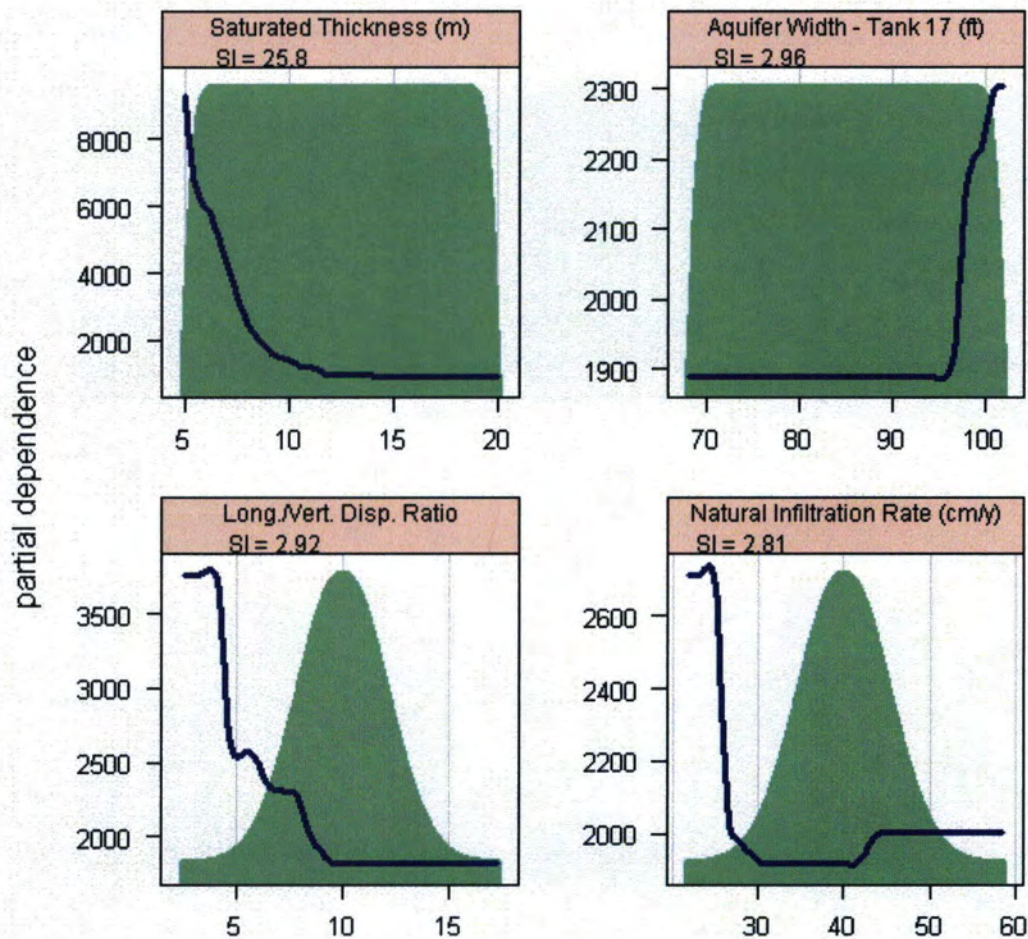 Saturated Thickness (m)
SI = 25.8
8000
6000
4000
2000
5 10 15 20
Aquifer Width - Tank 17 (ft)
SI = 2.96
2300
2200
2100
2000
1900
70 80 90 100
partial dependence
Long./Vert. Disp. Ratio
SI = 2.92
3500
3000
2500
2000
5 10 15
Natural Infiltration Rate (cm/y)
SI = 2.81
2600
2400
2200
2000
30 40 50 60